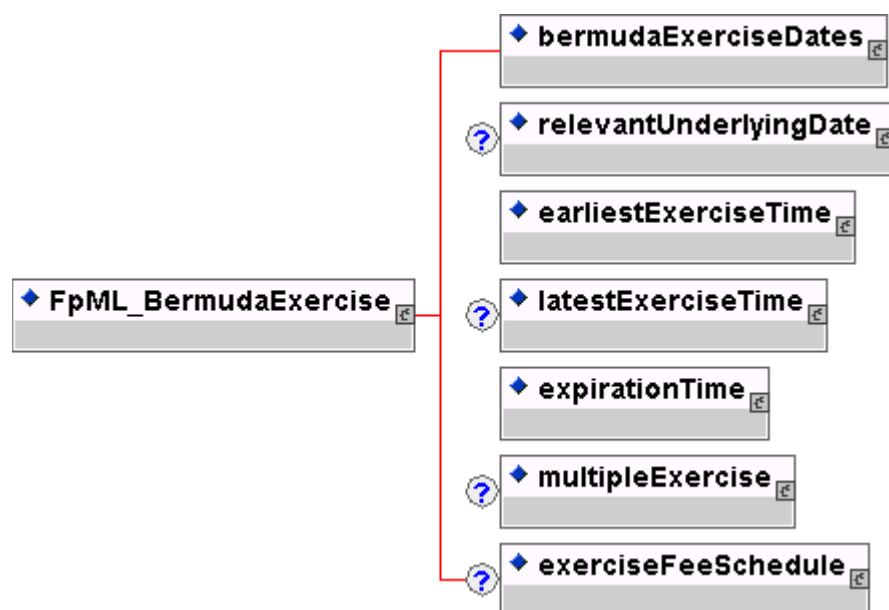 bermudaExerciseDates
? relevantUnderlyingDate
earliestExerciseTime
FpML_BermudaExercise
? latestExerciseTime
expirationTime
? multipleExercise
? exerciseFeeSchedule